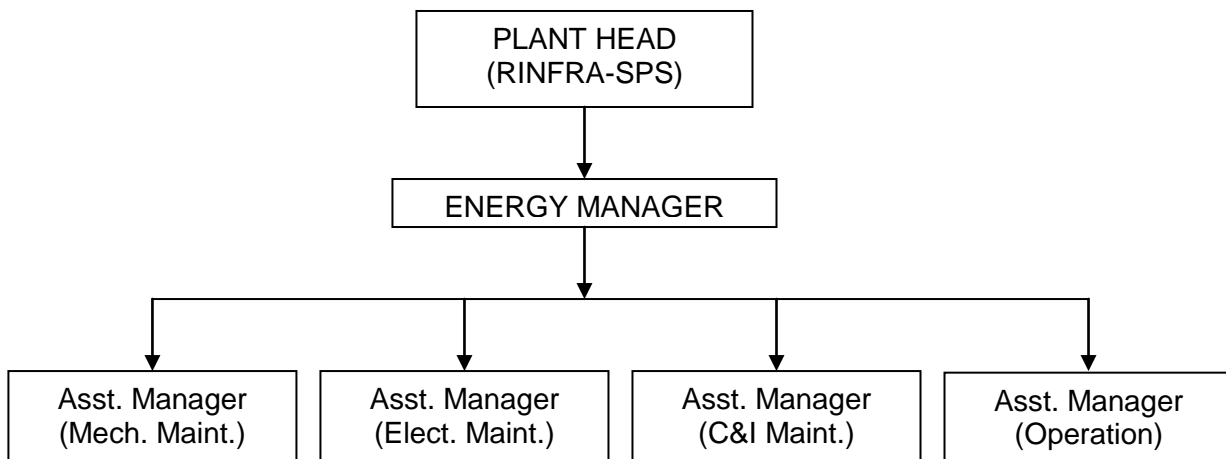 PLANT HEAD
(RINFRA-SPS)
ENERGY MANAGER
Asst. Manager
(Mech. Maint.)
Asst. Manager
(Elect. Maint.)
Asst. Manager
(C&I Maint.)
Asst. Manager
(Operation)